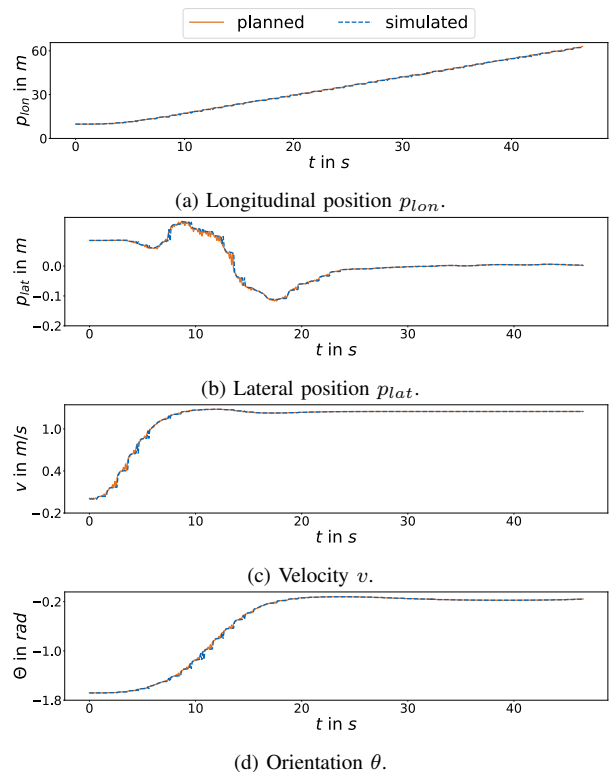 planned simulated
60
30
0
p_lon in m
0 10 20 30 40
t in s
(a) Longitudinal position p_lon.
0.0
−0.1
−0.2
p_lat in m
0 10 20 30 40
t in s
(b) Lateral position p_lat.
1.0
0.4
−0.2
v in m/s
0 10 20 30 40
t in s
(c) Velocity v.
−0.2
−1.0
−1.8
Θ in rad
0 10 20 30 40
t in s
(d) Orientation θ.